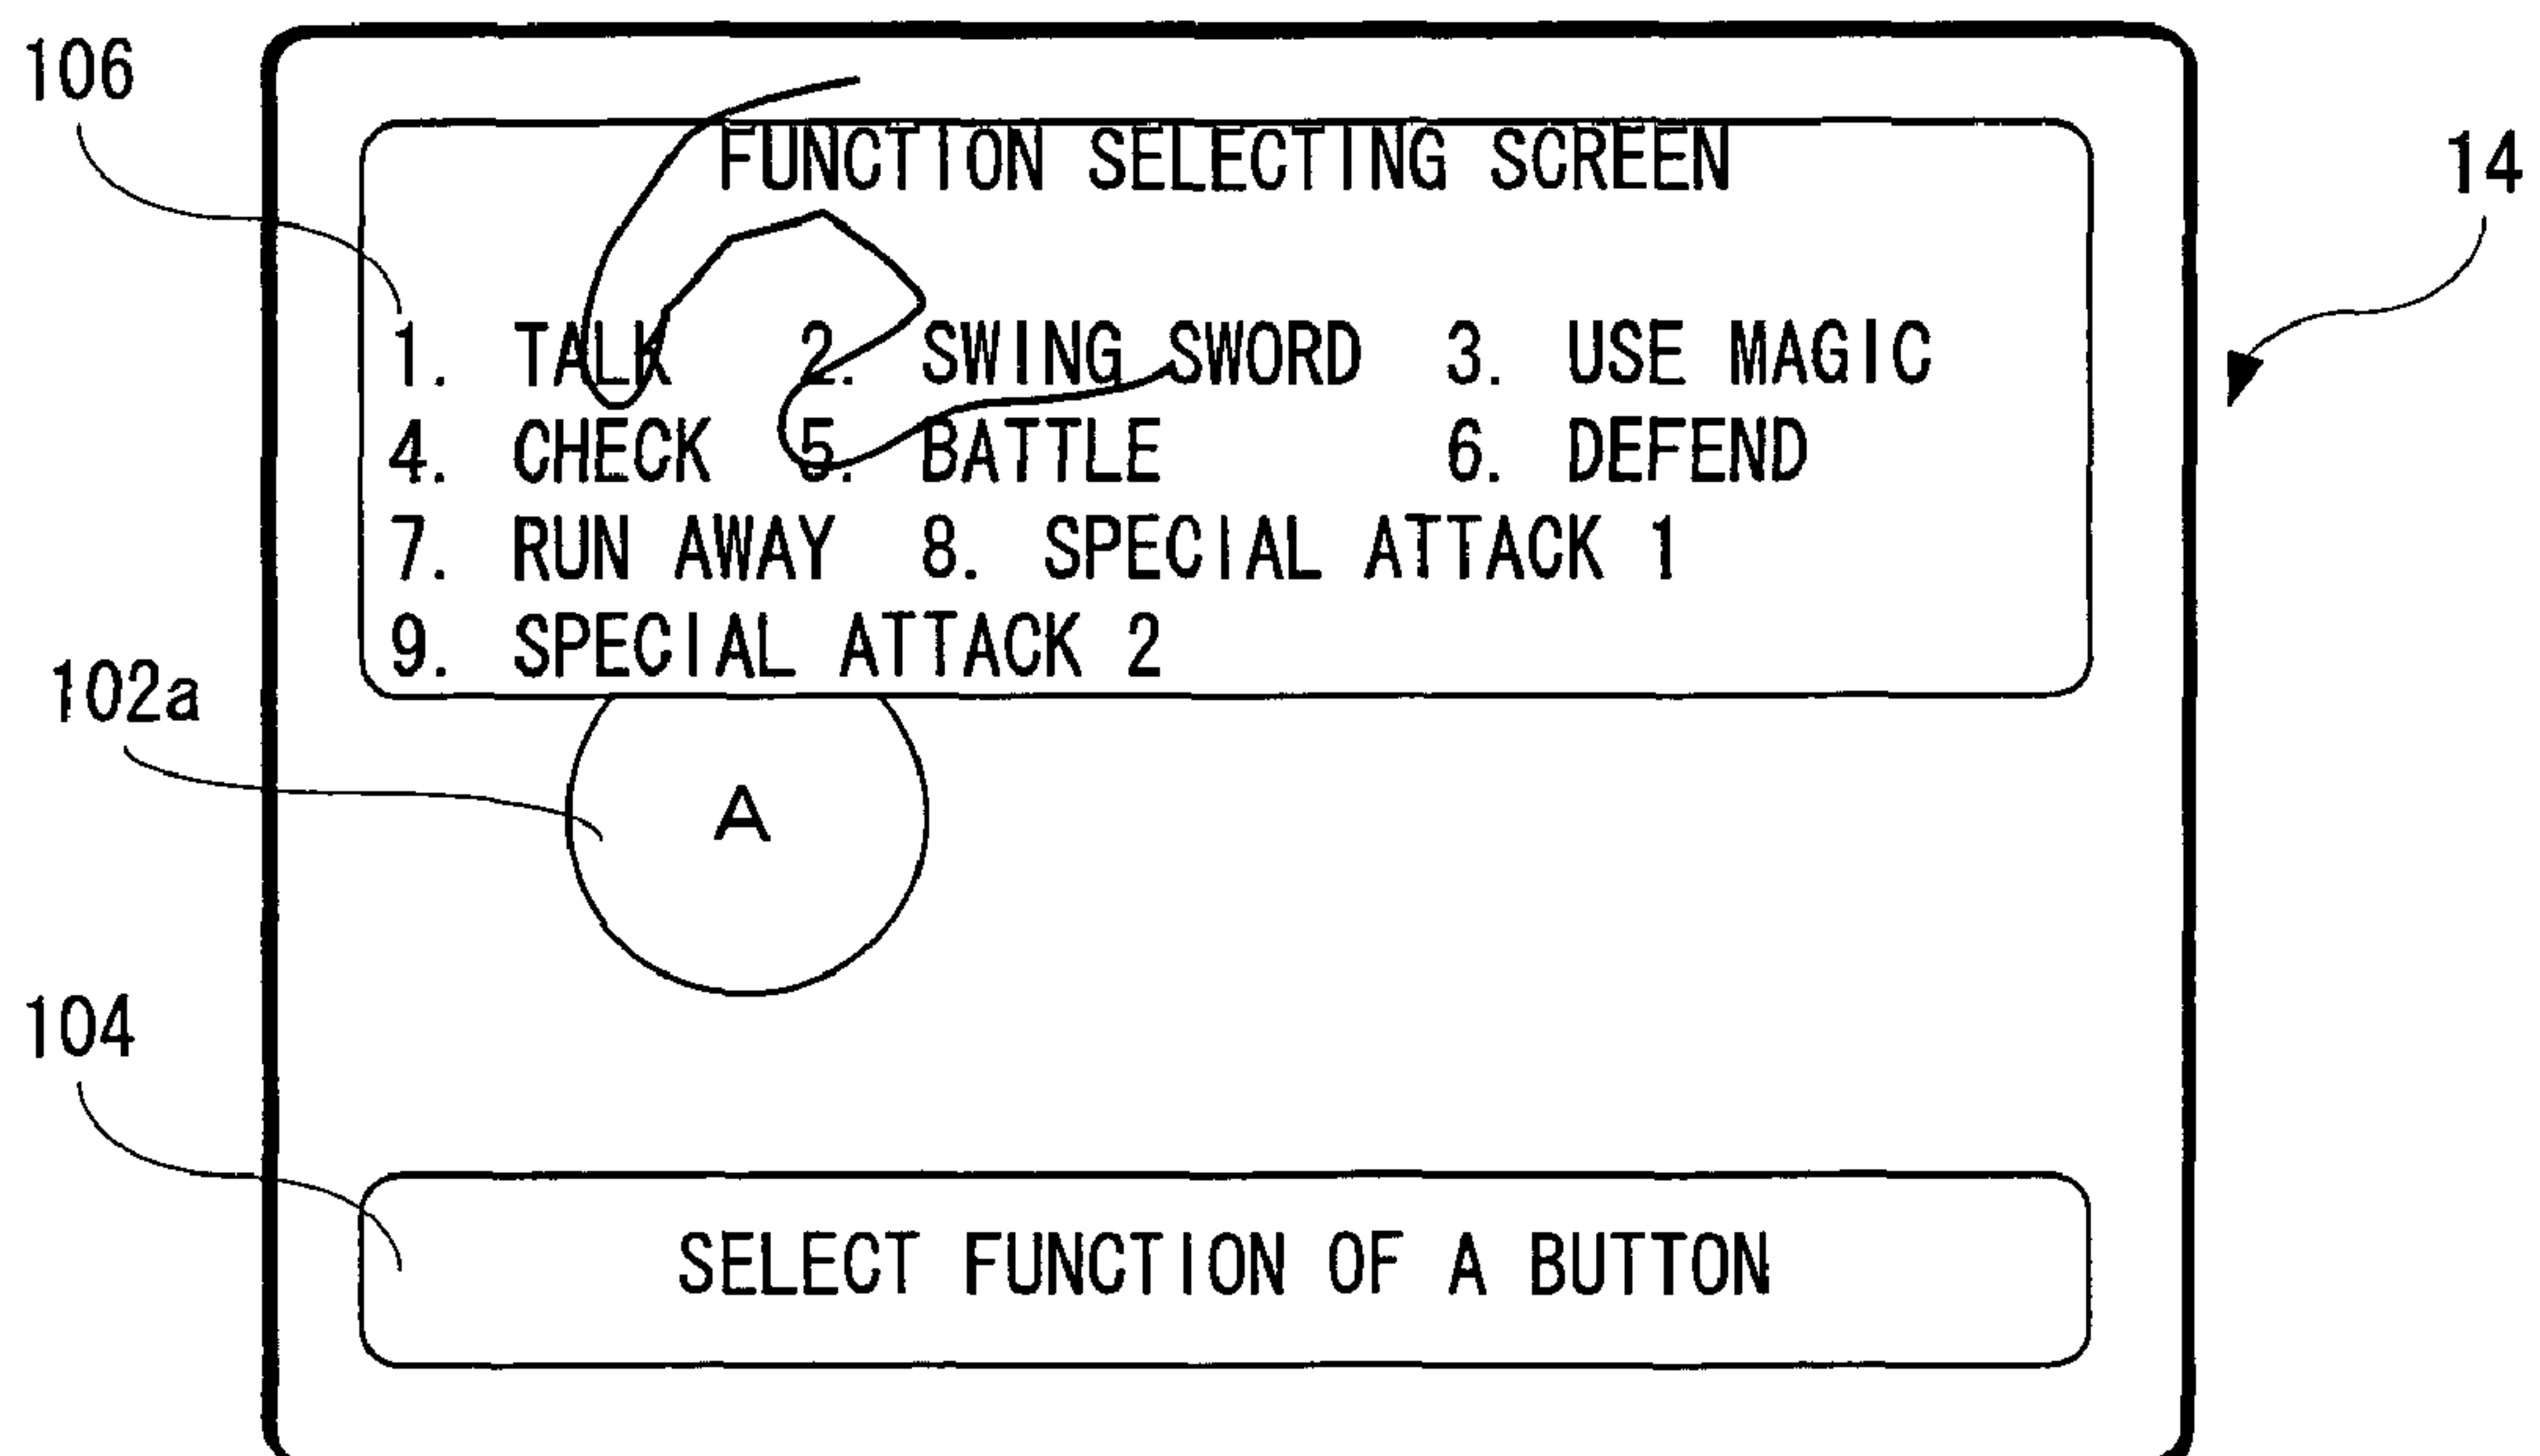 106
FUNCTION SELECTING SCREEN
14
1. TALK 2. SWING SWORD 3. USE MAGIC
4. CHECK 5. BATTLE 6. DEFEND
7. RUN AWAY 8. SPECIAL ATTACK 1
9. SPECIAL ATTACK 2
102a
A
104
SELECT FUNCTION OF A BUTTON